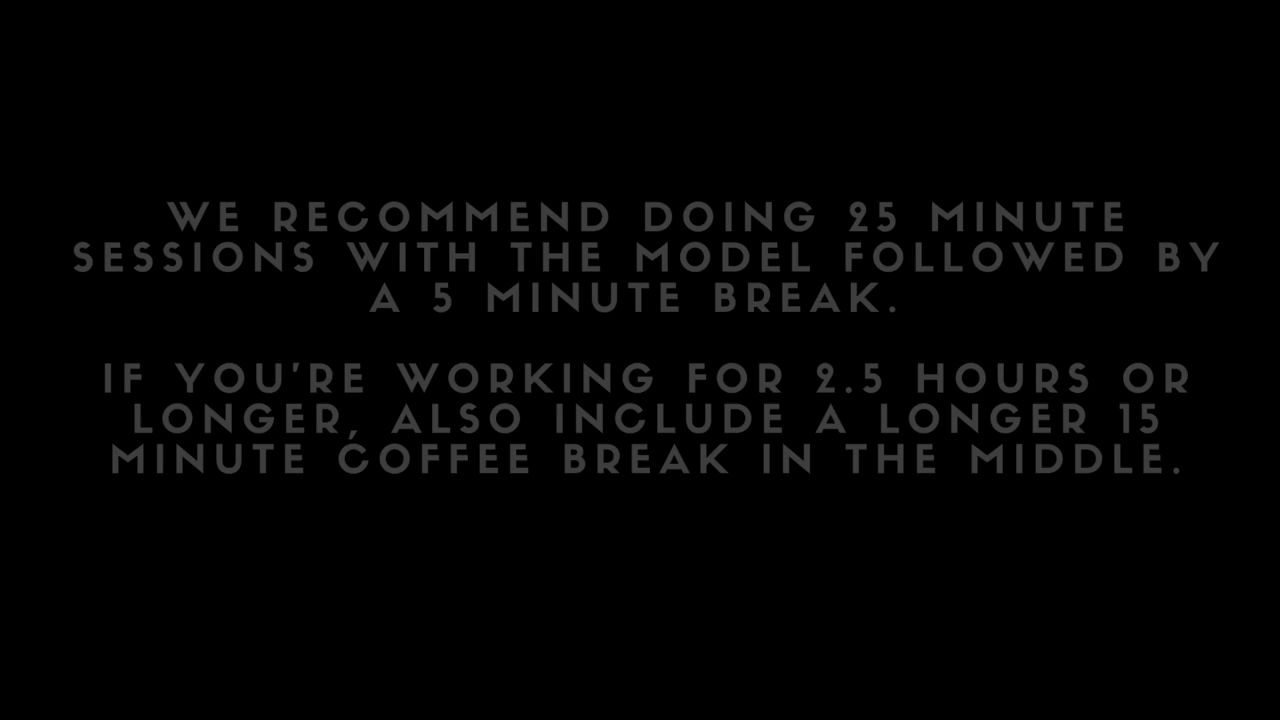 WE RECOMMEND DOING 25 MINUTE
SESSIONS WITH THE MODEL FOLLOWED BY
A 5 MINUTE BREAK.
IF YOU'RE WORKING FOR 2.5 HOURS OR
LONGER, ALSO INCLUDE A LONGER 15
MINUTE COFFEE BREAK IN THE MIDDLE.